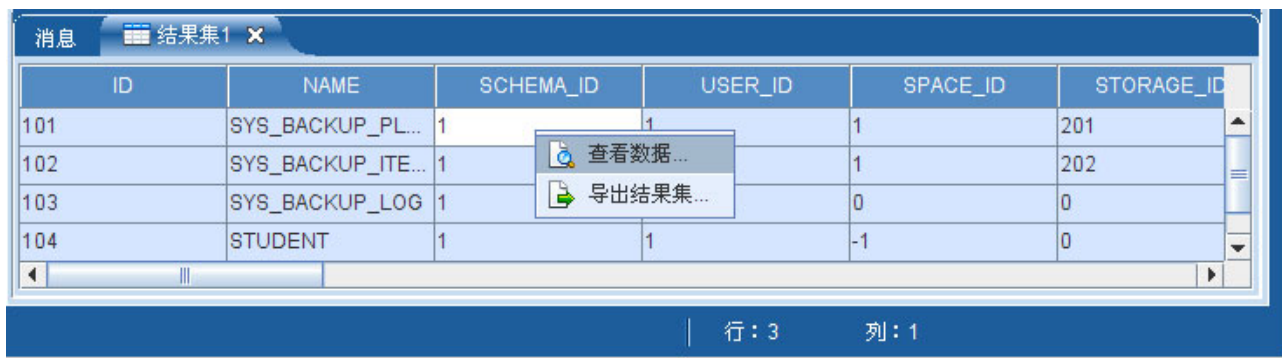 消息 结果集1
ID NAME SCHEMA_ID USER_ID SPACE_ID STORAGE_ID
101 SYS_BACKUP_PL... 1 1 1 201
102 SYS_BACKUP_ITE... 1 1 202
查看数据...
103 SYS_BACKUP_LOG 1 0 0
导出结果集...
104 STUDENT 1 1 -1 0
行：3 列：1